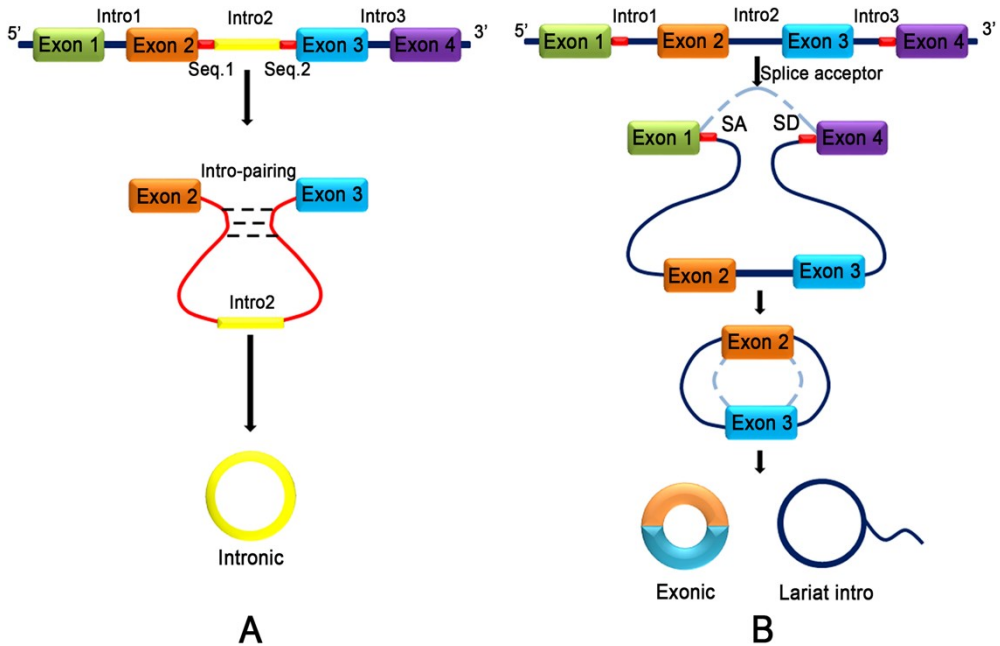 Intro1 Intro2 Intro3
5’ Exon 1 Exon 2 Exon 3 Exon 4 3’
Seq.1 Seq.2
Intro-pairing
Exon 2 Exon 3
Intro2
Intronic
A
Intro1 Intro2 Intro3
5’ Exon 1 Exon 2 Exon 3 Exon 4 3’
Splice acceptor
SA SD
Exon 1 Exon 4
Exon 2 Exon 3
Exon 2
Exon 3
Exonic Lariat intro
B